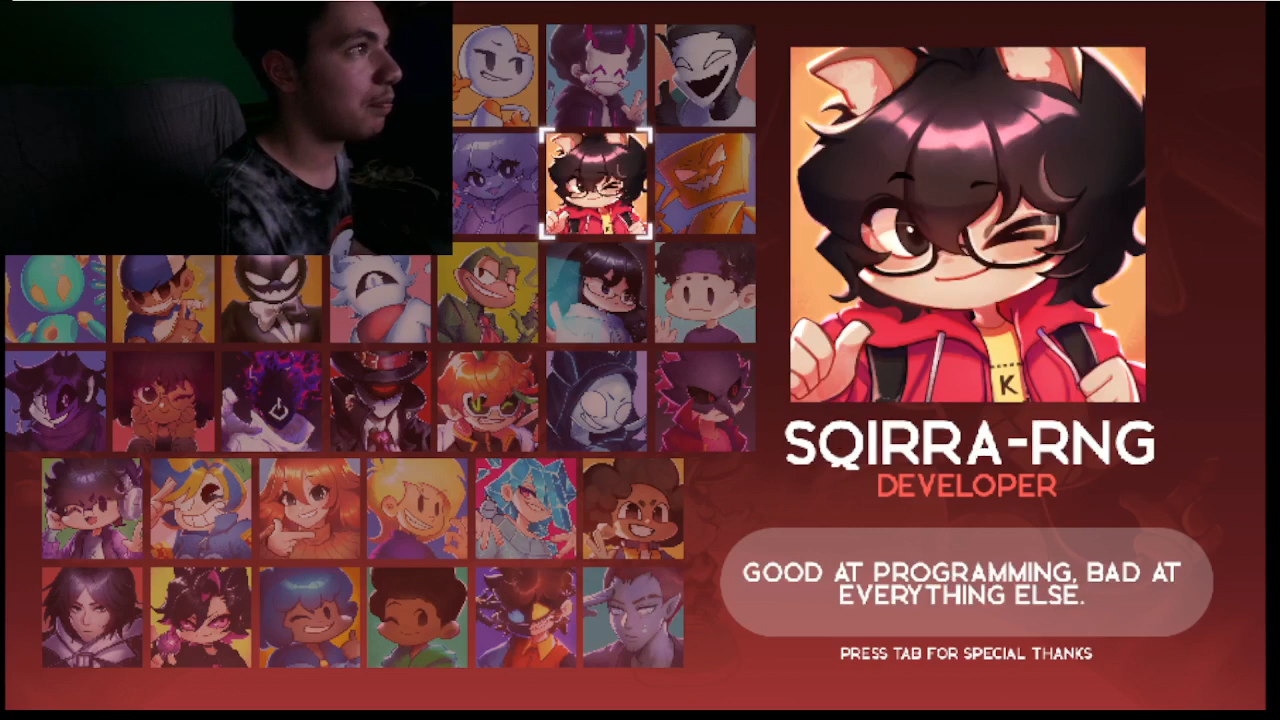 K
SQIRRA-RNG
DEVELOPER
GOOD AT PROGRAMMING, BAD AT
EVERYTHING ELSE.
PRESS TAB FOR SPECIAL THANKS